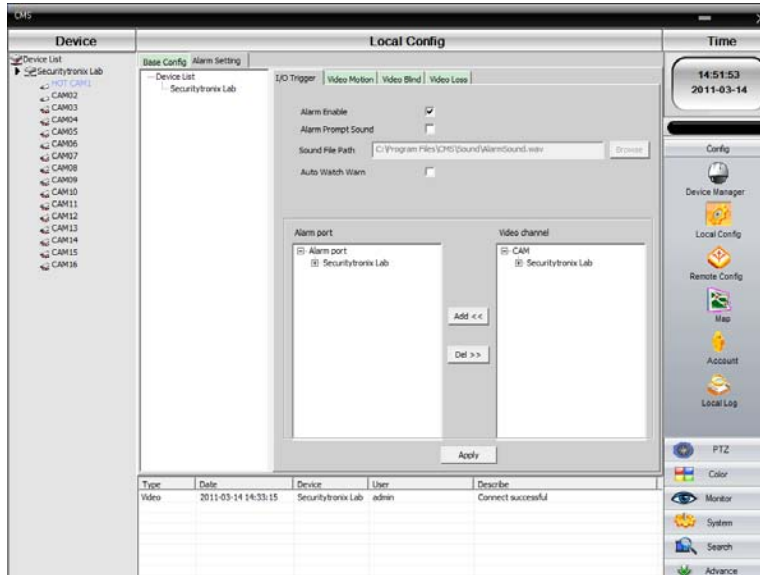 CMS
Device
Local Config
Time
Device List
Securitytronix Lab
HOT CAM1
CAM02
CAM03
CAM04
CAM05
CAM06
CAM07
CAM08
CAM09
CAM10
CAM11
CAM12
CAM13
CAM14
CAM15
CAM16
Base Config Alarm Setting
Device List
Securitytronix Lab
I/O Trigger Video Motion Video Blind Video Loss
Alarm Enable
Alarm Prompt Sound
Sound File Path C:\Program Files\CMS\Sound\AlarmSound.wav Browse
Auto Watch Warn
Alarm port
Alarm port
Securitytronix Lab
Add <<
Del >>
Video channel
CAM
Securitytronix Lab
Apply
14:51:53
2011-03-14
Config
Device Manager
Local Config
Remote Config
Map
Account
Local Log
PTZ
Color
Monitor
System
Search
Advance
Type Date Device User Describe
Video 2011-03-14 14:33:15 Securitytronix Lab admin Connect successful